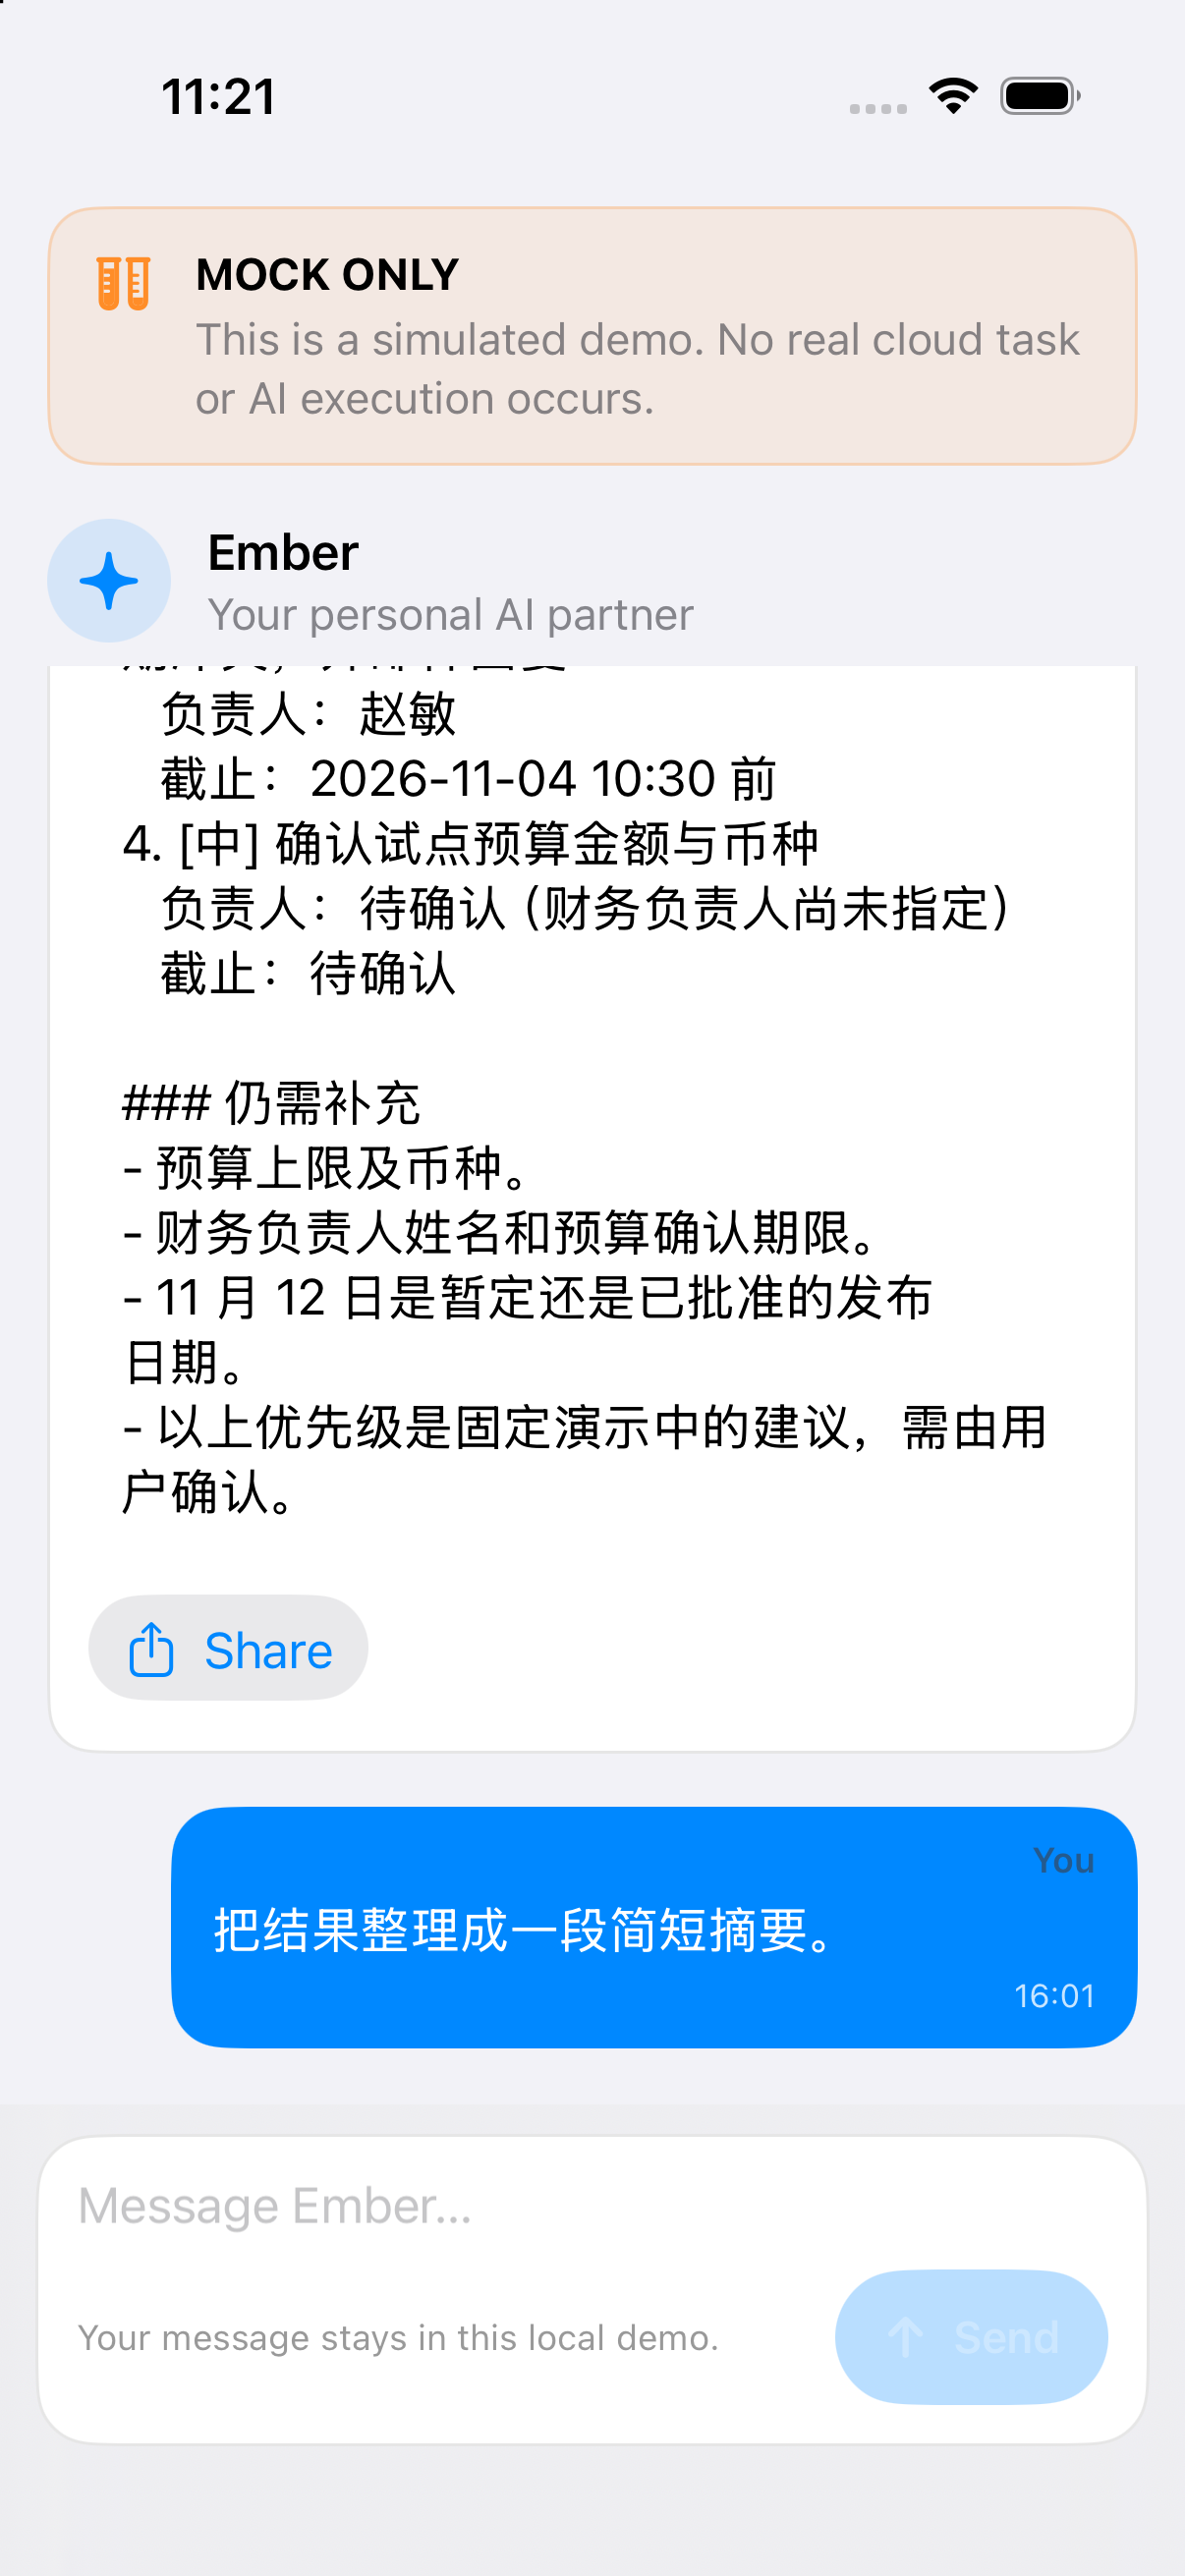 11:21
MOCK ONLY
This is a simulated demo. No real cloud task
or AI execution occurs.
Ember
Your personal AI partner
负责人：赵敏
截止：2026-11-04 10:30 前
4. [中] 确认试点预算金额与币种
负责人：待确认（财务负责人尚未指定）
截止：待确认
### 仍需补充
- 预算上限及币种。
- 财务负责人姓名和预算确认期限。
- 11 月 12 日是暂定还是已批准的发布
日期。
- 以上优先级是固定演示中的建议，需由用
户确认。
Share
You
把结果整理成一段简短摘要。
16:01
Message Ember...
Your message stays in this local demo.
Send